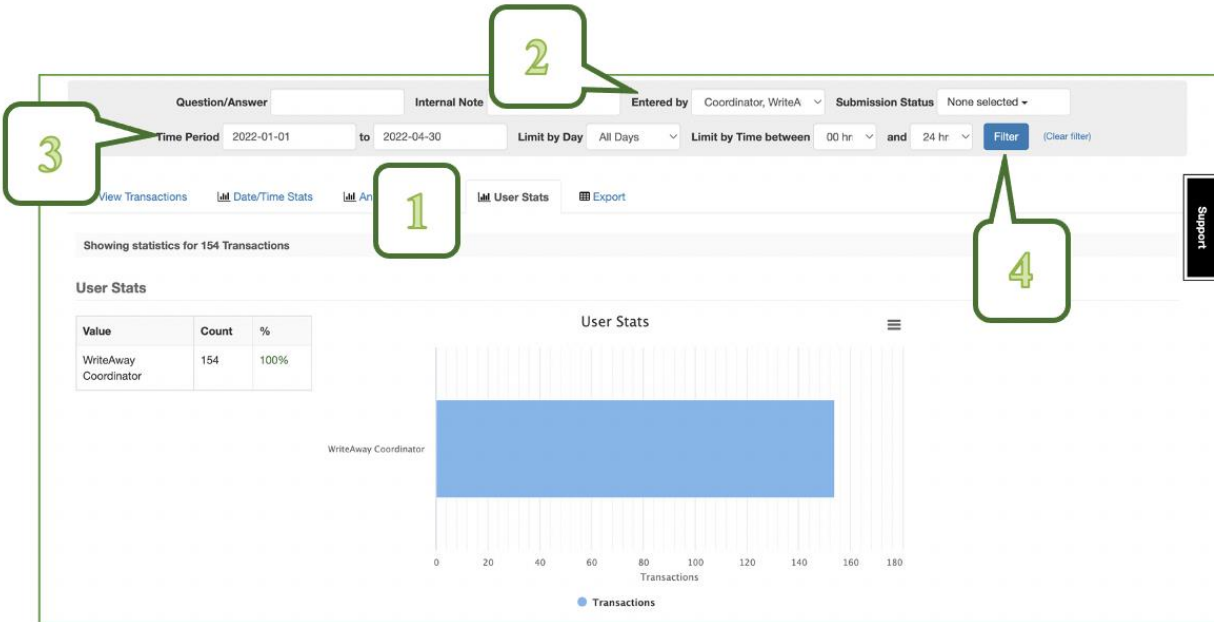 2
Question/Answer Internal Note Entered by Coordinator, WriteA Submission Status None selected
3
Time Period 2022-01-01 to 2022-04-30 Limit by Day All Days Limit by Time between 00 hr and 24 hr Filter (Clear filter)
View Transactions Date/Time Stats 1 User Stats Export
Support
Showing statistics for 154 Transactions
4
User Stats
Value Count %
WriteAway 154 100%
Coordinator
User Stats
WriteAway Coordinator
0 20 40 60 80 100 120 140 160 180
Transactions
Transactions